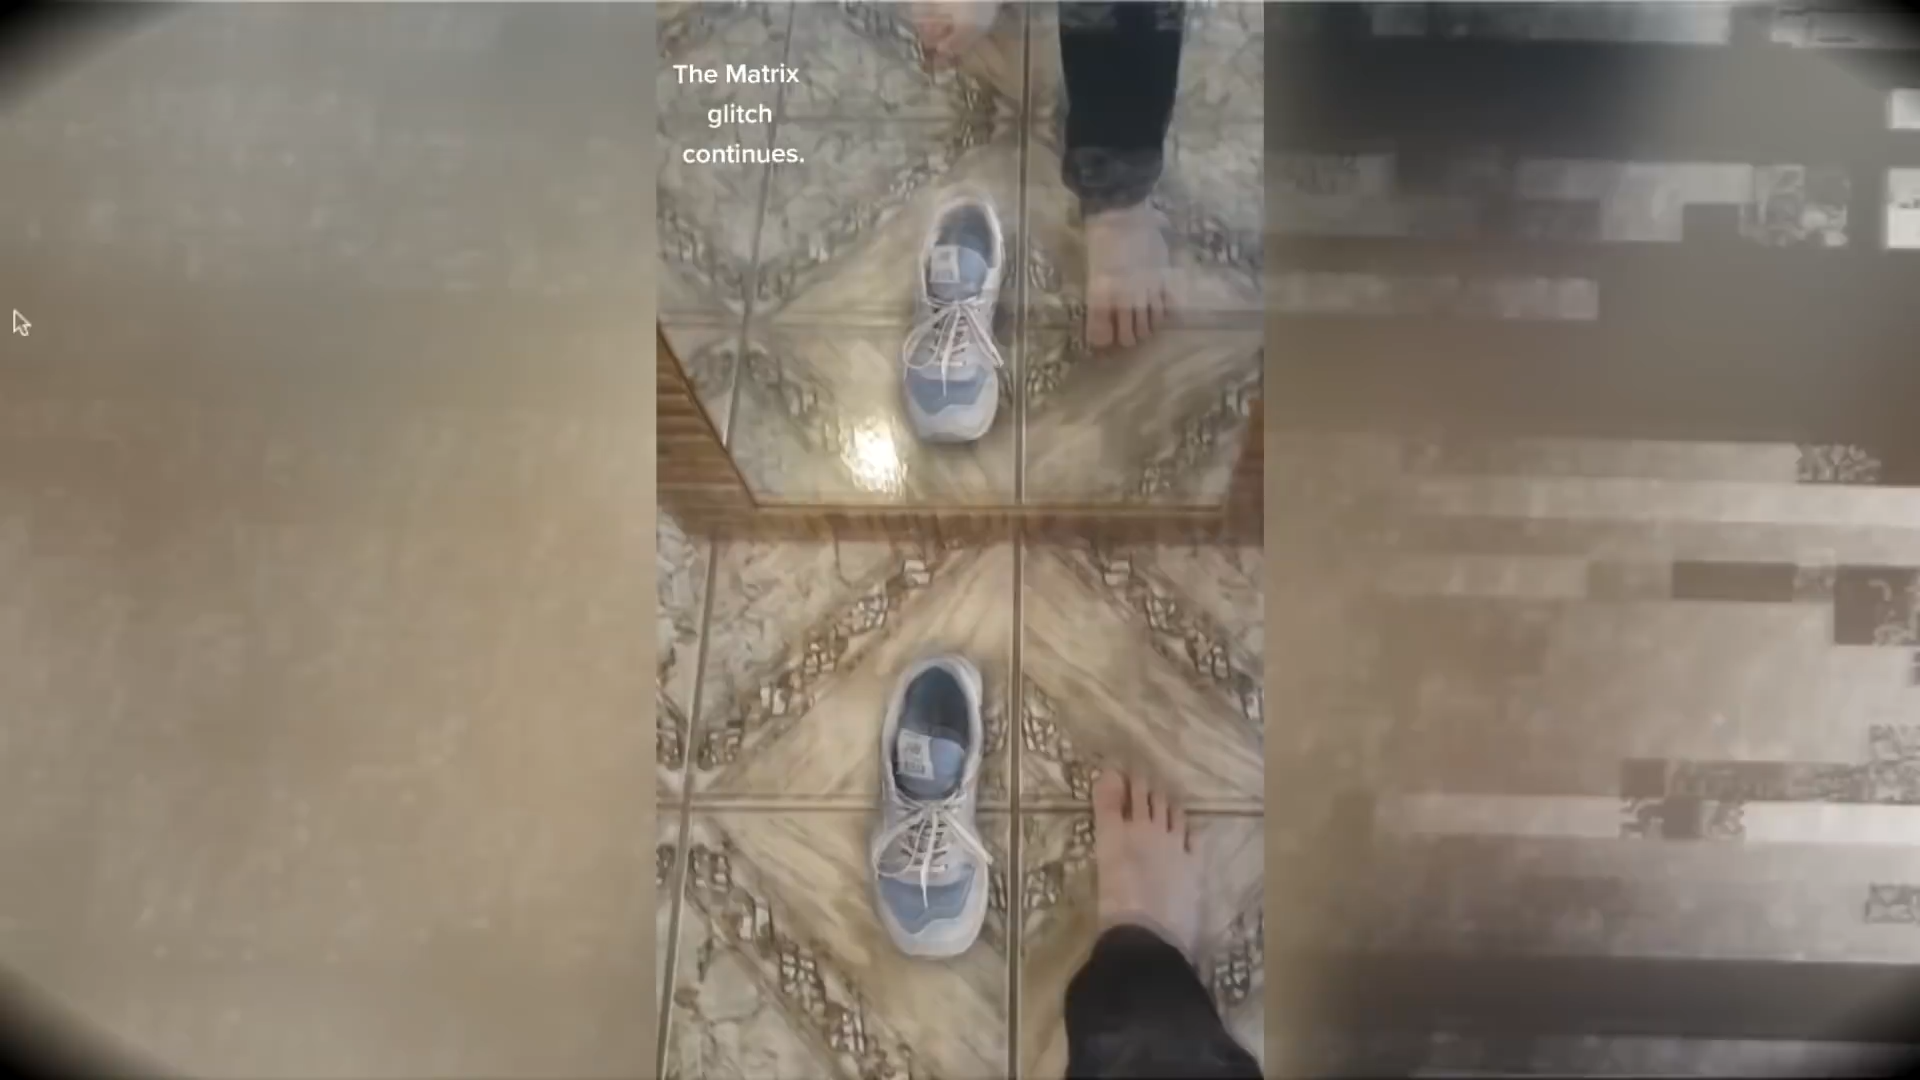 The Matrix
glitch
continues.